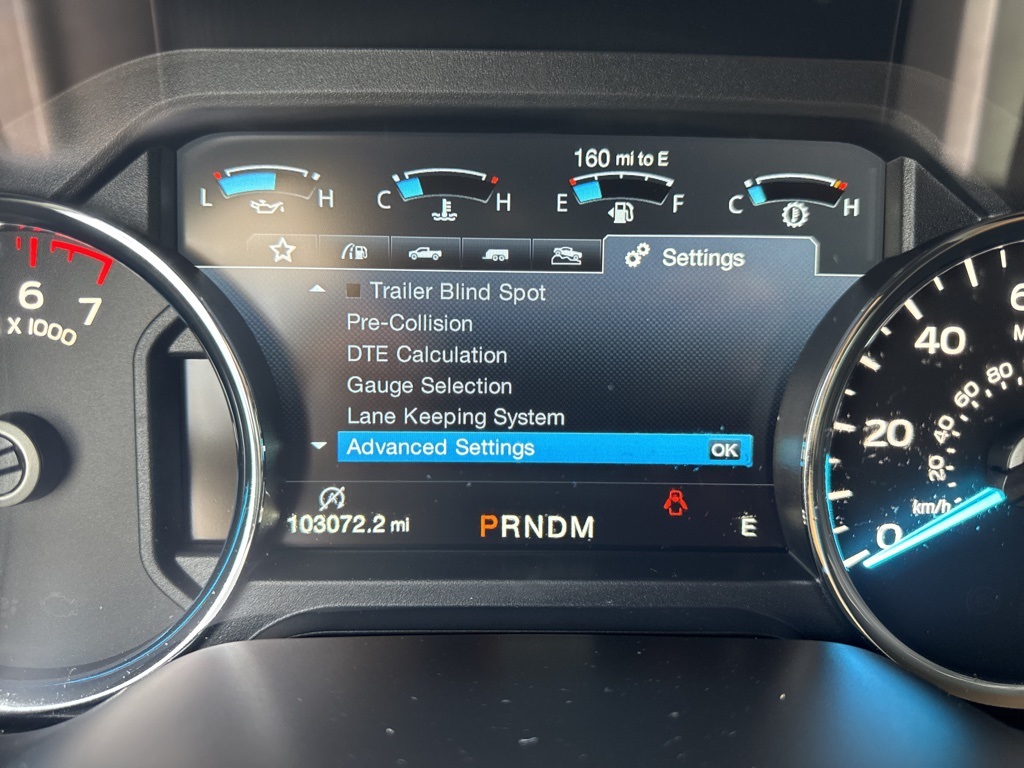 160 mi to E
L H C H E F C H
Settings
Trailer Blind Spot
Pre-Collision
DTE Calculation
Gauge Selection
Lane Keeping System
Advanced Settings OK
103072.2 mi PRNDM E
6 7
X 1000
40
20
0
80
60
40
20
km/h